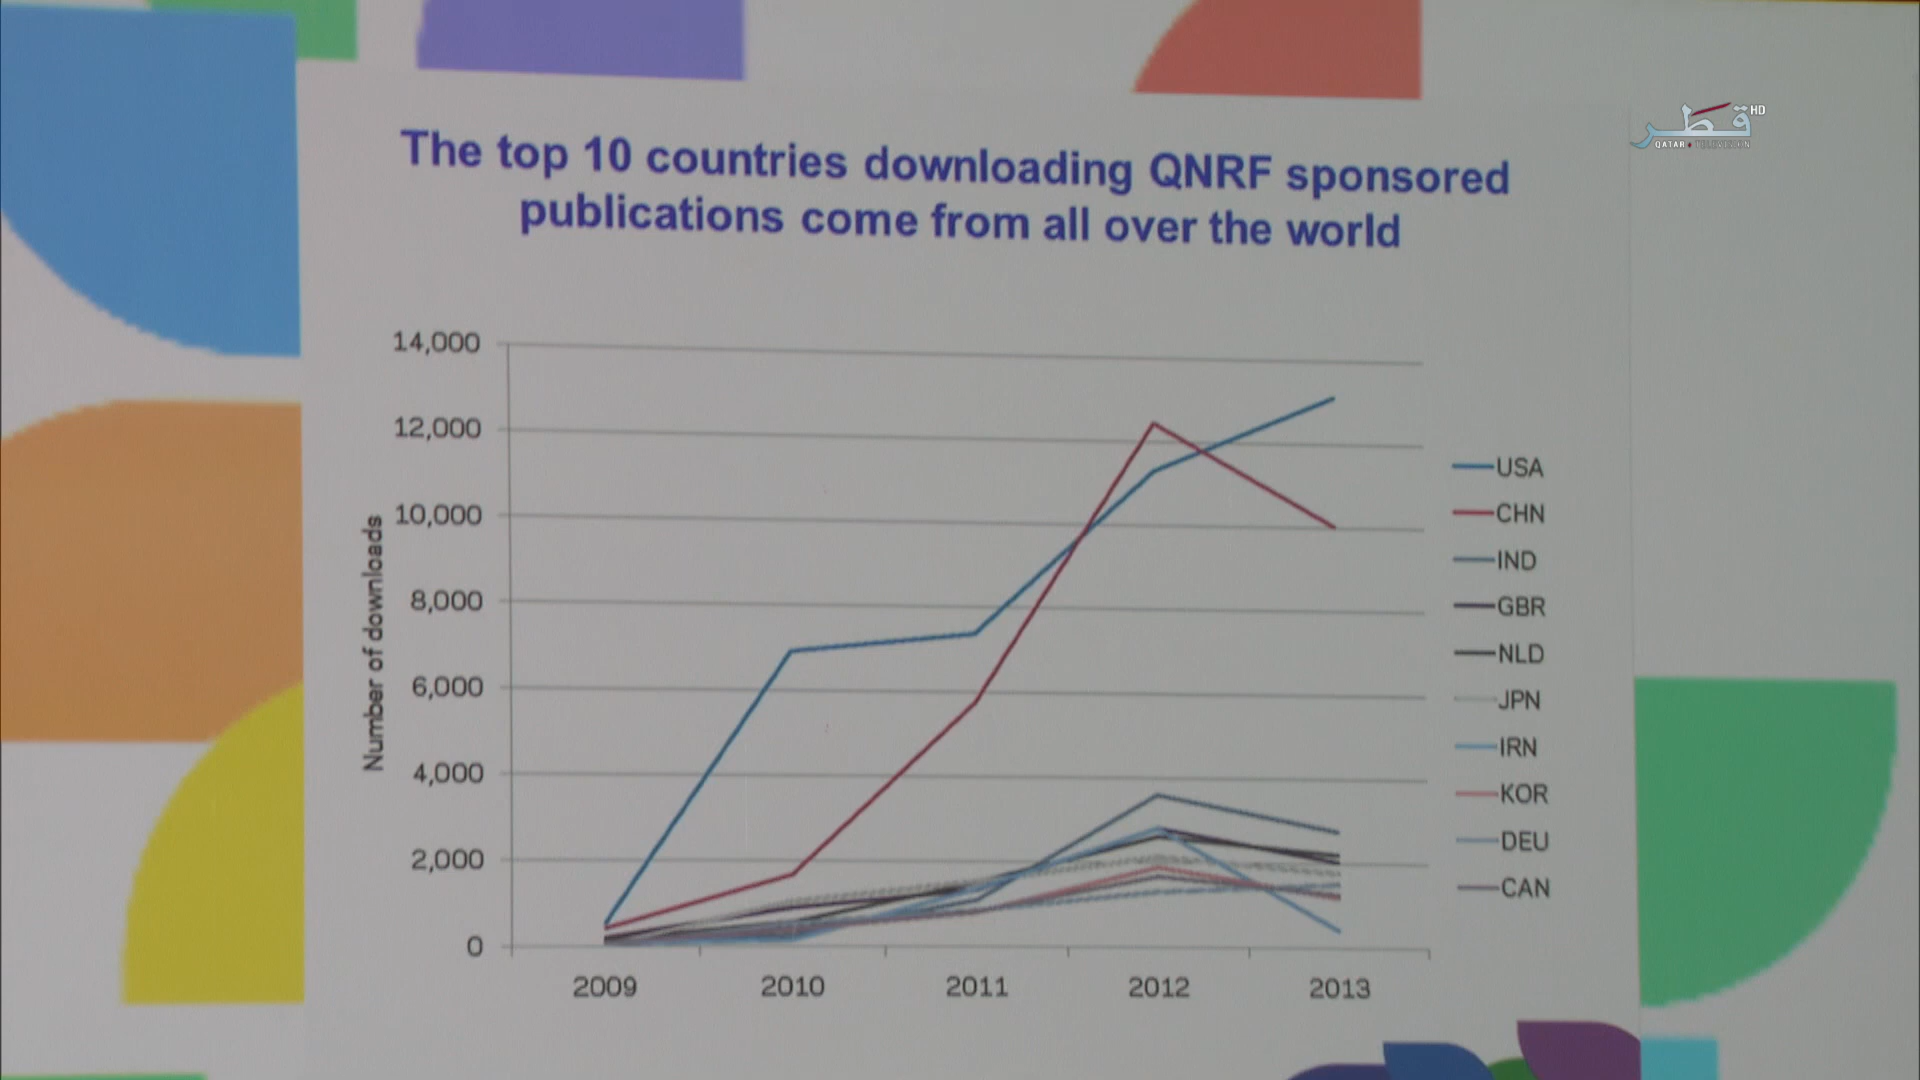 قطر HD
QATAR TELEVISION
The top 10 countries downloading QNRF sponsored
publications come from all over the world
14,000
12,000
10,000
8,000
6,000
4,000
2,000
0
Number of downloads
2009 2010 2011 2012 2013
USA
CHN
IND
GBR
NLD
JPN
IRN
KOR
DEU
CAN